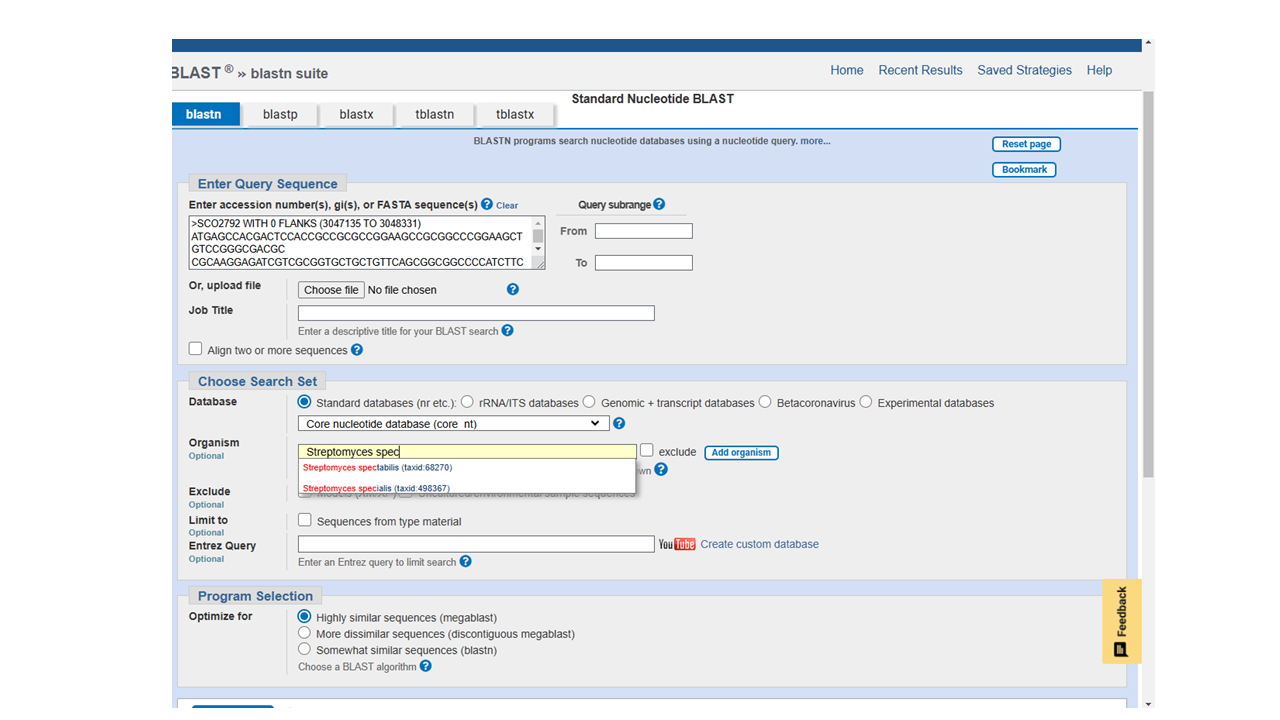 BLAST ® » blastn suite
Home Recent Results Saved Strategies Help
Standard Nucleotide BLAST
blastn blastp blastx tblastn tblastx
BLASTN programs search nucleotide databases using a nucleotide query. more...
Reset page
Bookmark
Enter Query Sequence
Enter accession number(s), gi(s), or FASTA sequence(s) ? Clear
Query subrange ?
>SCO2792 WITH 0 FLANKS (3047135 TO 3048331)
ATGAGCCACGACTCCACCGCCGCGCCGGAAGCCGCGGCCCGGAAGCT
GTCCGGGCGACGC
CGCAAGGAGATCGTCGCGGTGCTGCTGTTCAGCGGCGGCCCCATCTTC
From
To
Or, upload file
Choose file No file chosen ?
Job Title
Enter a descriptive title for your BLAST search ?
Align two or more sequences ?
Choose Search Set
Database
Standard databases (nr etc.): rRNA/ITS databases Genomic + transcript databases Betacoronavirus Experimental databases
Core nucleotide database (core_nt) ?
Organism
Optional
Streptomyces spec
exclude Add organism
Streptomyces spectabilis (taxid:68270)
wn ?
Streptomyces specialis (taxid:498367)
Exclude
Optional
Limit to
Optional
Sequences from type material
Entrez Query
Optional
YouTube Create custom database
Enter an Entrez query to limit search ?
Program Selection
Optimize for
Highly similar sequences (megablast)
More dissimilar sequences (discontiguous megablast)
Somewhat similar sequences (blastn)
Choose a BLAST algorithm ?
Feedback